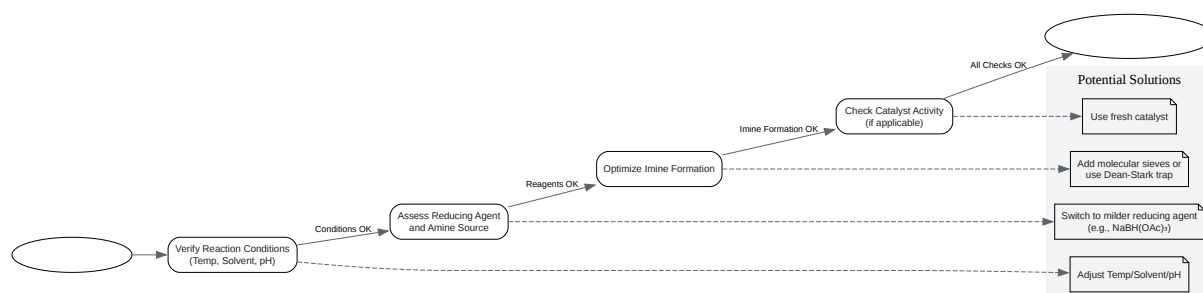 All Checks OK
Potential Solutions
Check Catalyst Activity
(if applicable)
Use fresh catalyst
Imine Formation OK
Optimize Imine Formation
Add molecular sieves or
use Dean-Stark trap
Reagents OK
Assess Reducing Agent
and Amine Source
Switch to milder reducing agent
(e.g., NaBH(OAc)₃)
Conditions OK
Verify Reaction Conditions
(Temp, Solvent, pH)
Adjust Temp/Solvent/pH